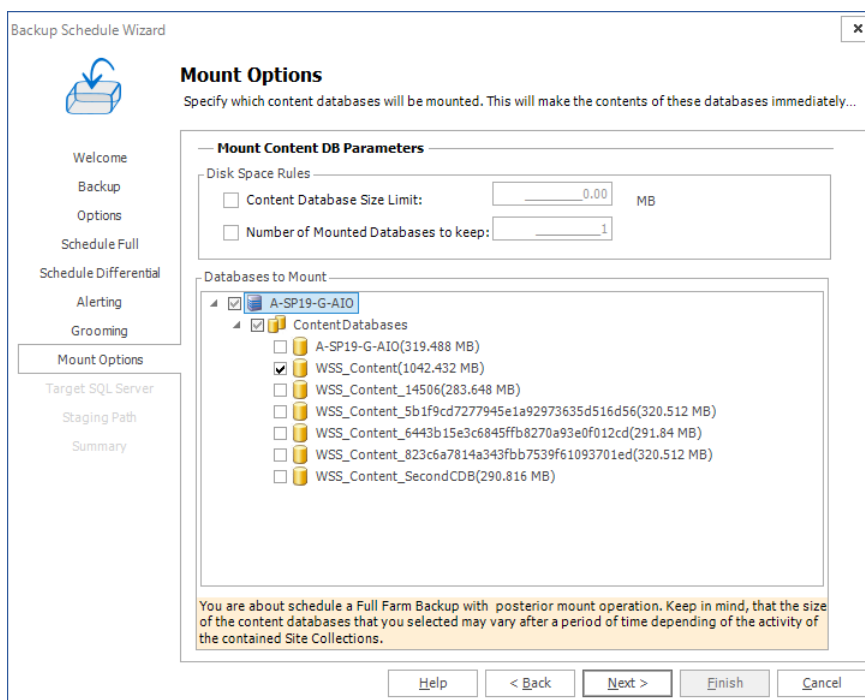 Backup Schedule Wizard
Mount Options
Specify which content databases will be mounted. This will make the contents of these databases immediately...
Welcome
Backup
Options
Schedule Full
Schedule Differential
Alerting
Grooming
Mount Options
Target SQL Server
Staging Path
Summary
Mount Content DB Parameters
Disk Space Rules
Content Database Size Limit: 0.00 MB
Number of Mounted Databases to keep: 1
Databases to Mount
A-SP19-G-AIO
ContentDatabases
A-SP19-G-AIO(319.488 MB)
WSS_Content(1042.432 MB)
WSS_Content_14506(283.648 MB)
WSS_Content_5b1f9cd7277945e1a92973635d516d56(320.512 MB)
WSS_Content_6443b15e3c6845ffb8270a93e0f012cd(291.84 MB)
WSS_Content_823c6a7814a343fbb7539f61093701ed(320.512 MB)
WSS_Content_SecondCDB(290.816 MB)
You are about schedule a Full Farm Backup with  posterior mount operation. Keep in mind, that the size
of the content databases that you selected may vary after a period of time depending of the activity of
the contained Site Collections.
Help < Back Next > Finish Cancel